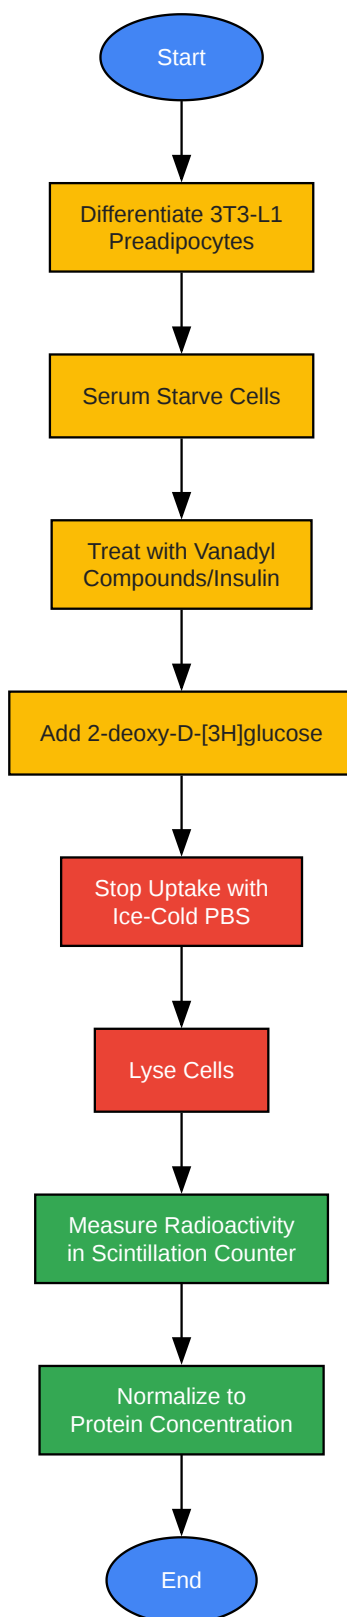 Start
Differentiate 3T3-L1
Preadipocytes
Serum Starve Cells
Treat with Vanadyl
Compounds/Insulin
Add 2-deoxy-D-[3H]glucose
Stop Uptake with
Ice-Cold PBS
Lyse Cells
Measure Radioactivity
in Scintillation Counter
Normalize to
Protein Concentration
End